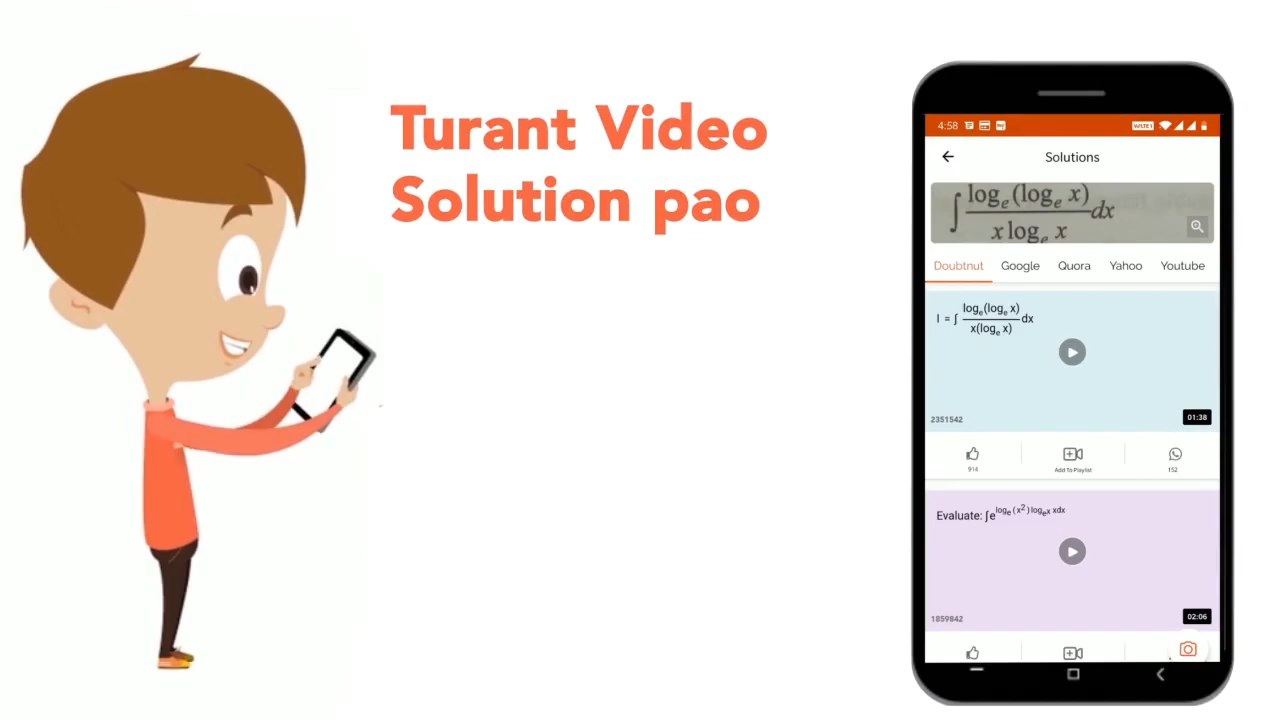 Turant Video
Solution pao
4:58
Solutions
∫ logₑ(logₑ x) / x logₑ x dx
Doubtnut Google Quora Yahoo Youtube
I = ∫ logₑ(logₑ x) / x(logₑ x) dx
2351542 01:38
914 Add To Playlist 152
Evaluate: ∫e^logₑ(x²)logₑx xdx
1859842 02:06